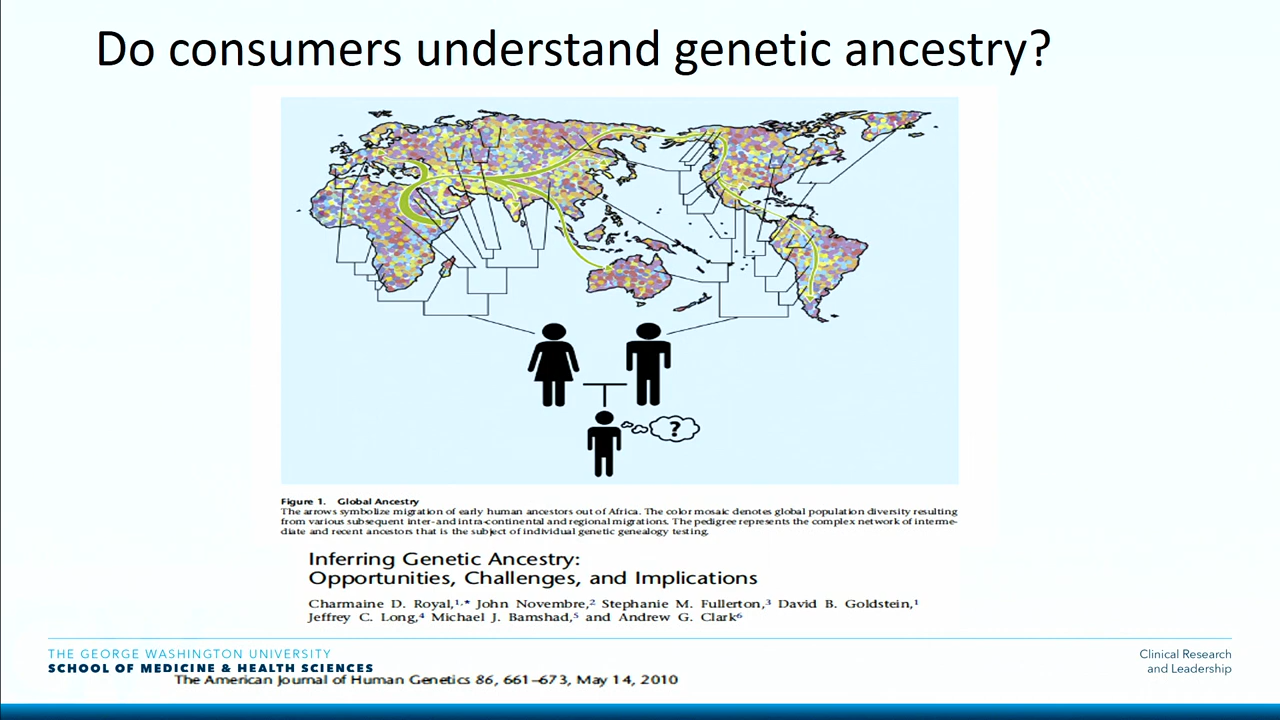 Do consumers understand genetic ancestry?
?
Figure 1. Global Ancestry
The arrows symbolize migration of early human ancestors out of Africa. The color mosaic denotes global population diversity resulting
from various subsequent inter- and intra-continental and regional migrations. The pedigree represents the complex network of interme-
diate and recent ancestors that is the subject of individual genetic genealogy testing.
Inferring Genetic Ancestry:
Opportunities, Challenges, and Implications
Charmaine D. Royal,1,* John Novembre,2 Stephanie M. Fullerton,3 David B. Goldstein,1
Jeffrey C. Long,4 Michael J. Bamshad,5 and Andrew G. Clark6
THE GEORGE WASHINGTON UNIVERSITY
SCHOOL OF MEDICINE & HEALTH SCIENCES
The American Journal of Human Genetics 86, 661–673, May 14, 2010
Clinical Research
and Leadership